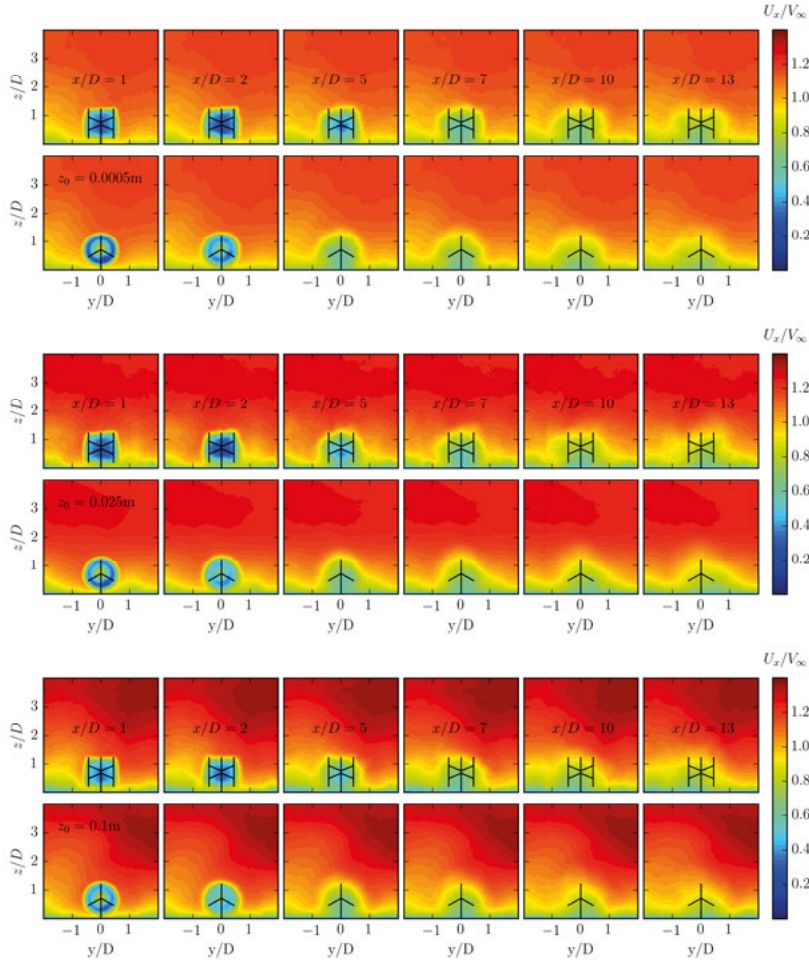 U_x/V_∞
z/D 3 2 1 x/D = 1 x/D = 2 x/D = 5 x/D = 7 x/D = 10 x/D = 13 1.2 1.0 0.8 0.6 0.4 0.2
z/D 3 2 1 z_0 = 0.0005m
−1 0 1 −1 0 1 −1 0 1 −1 0 1 −1 0 1 −1 0 1
y/D y/D y/D y/D y/D y/D
U_x/V_∞
z/D 3 2 1 x/D = 1 x/D = 2 x/D = 5 x/D = 7 x/D = 10 x/D = 13 1.2 1.0 0.8 0.6 0.4 0.2
z/D 3 2 1 z_0 = 0.025m
−1 0 1 −1 0 1 −1 0 1 −1 0 1 −1 0 1 −1 0 1
y/D y/D y/D y/D y/D y/D
U_x/V_∞
z/D 3 2 1 x/D = 1 x/D = 2 x/D = 5 x/D = 7 x/D = 10 x/D = 13 1.2 1.0 0.8 0.6 0.4 0.2
z/D 3 2 1 z_0 = 0.1m
−1 0 1 −1 0 1 −1 0 1 −1 0 1 −1 0 1 −1 0 1
y/D y/D y/D y/D y/D y/D